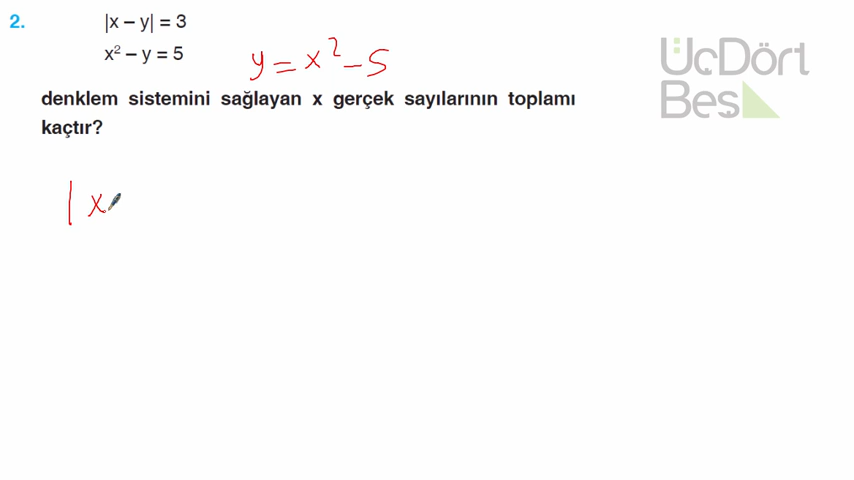 2. |x – y| = 3
x² – y = 5
y = x² – 5
denklem sistemini sağlayan x gerçek sayılarının toplamı
kaçtır?
| x
ÜçDört
Beş